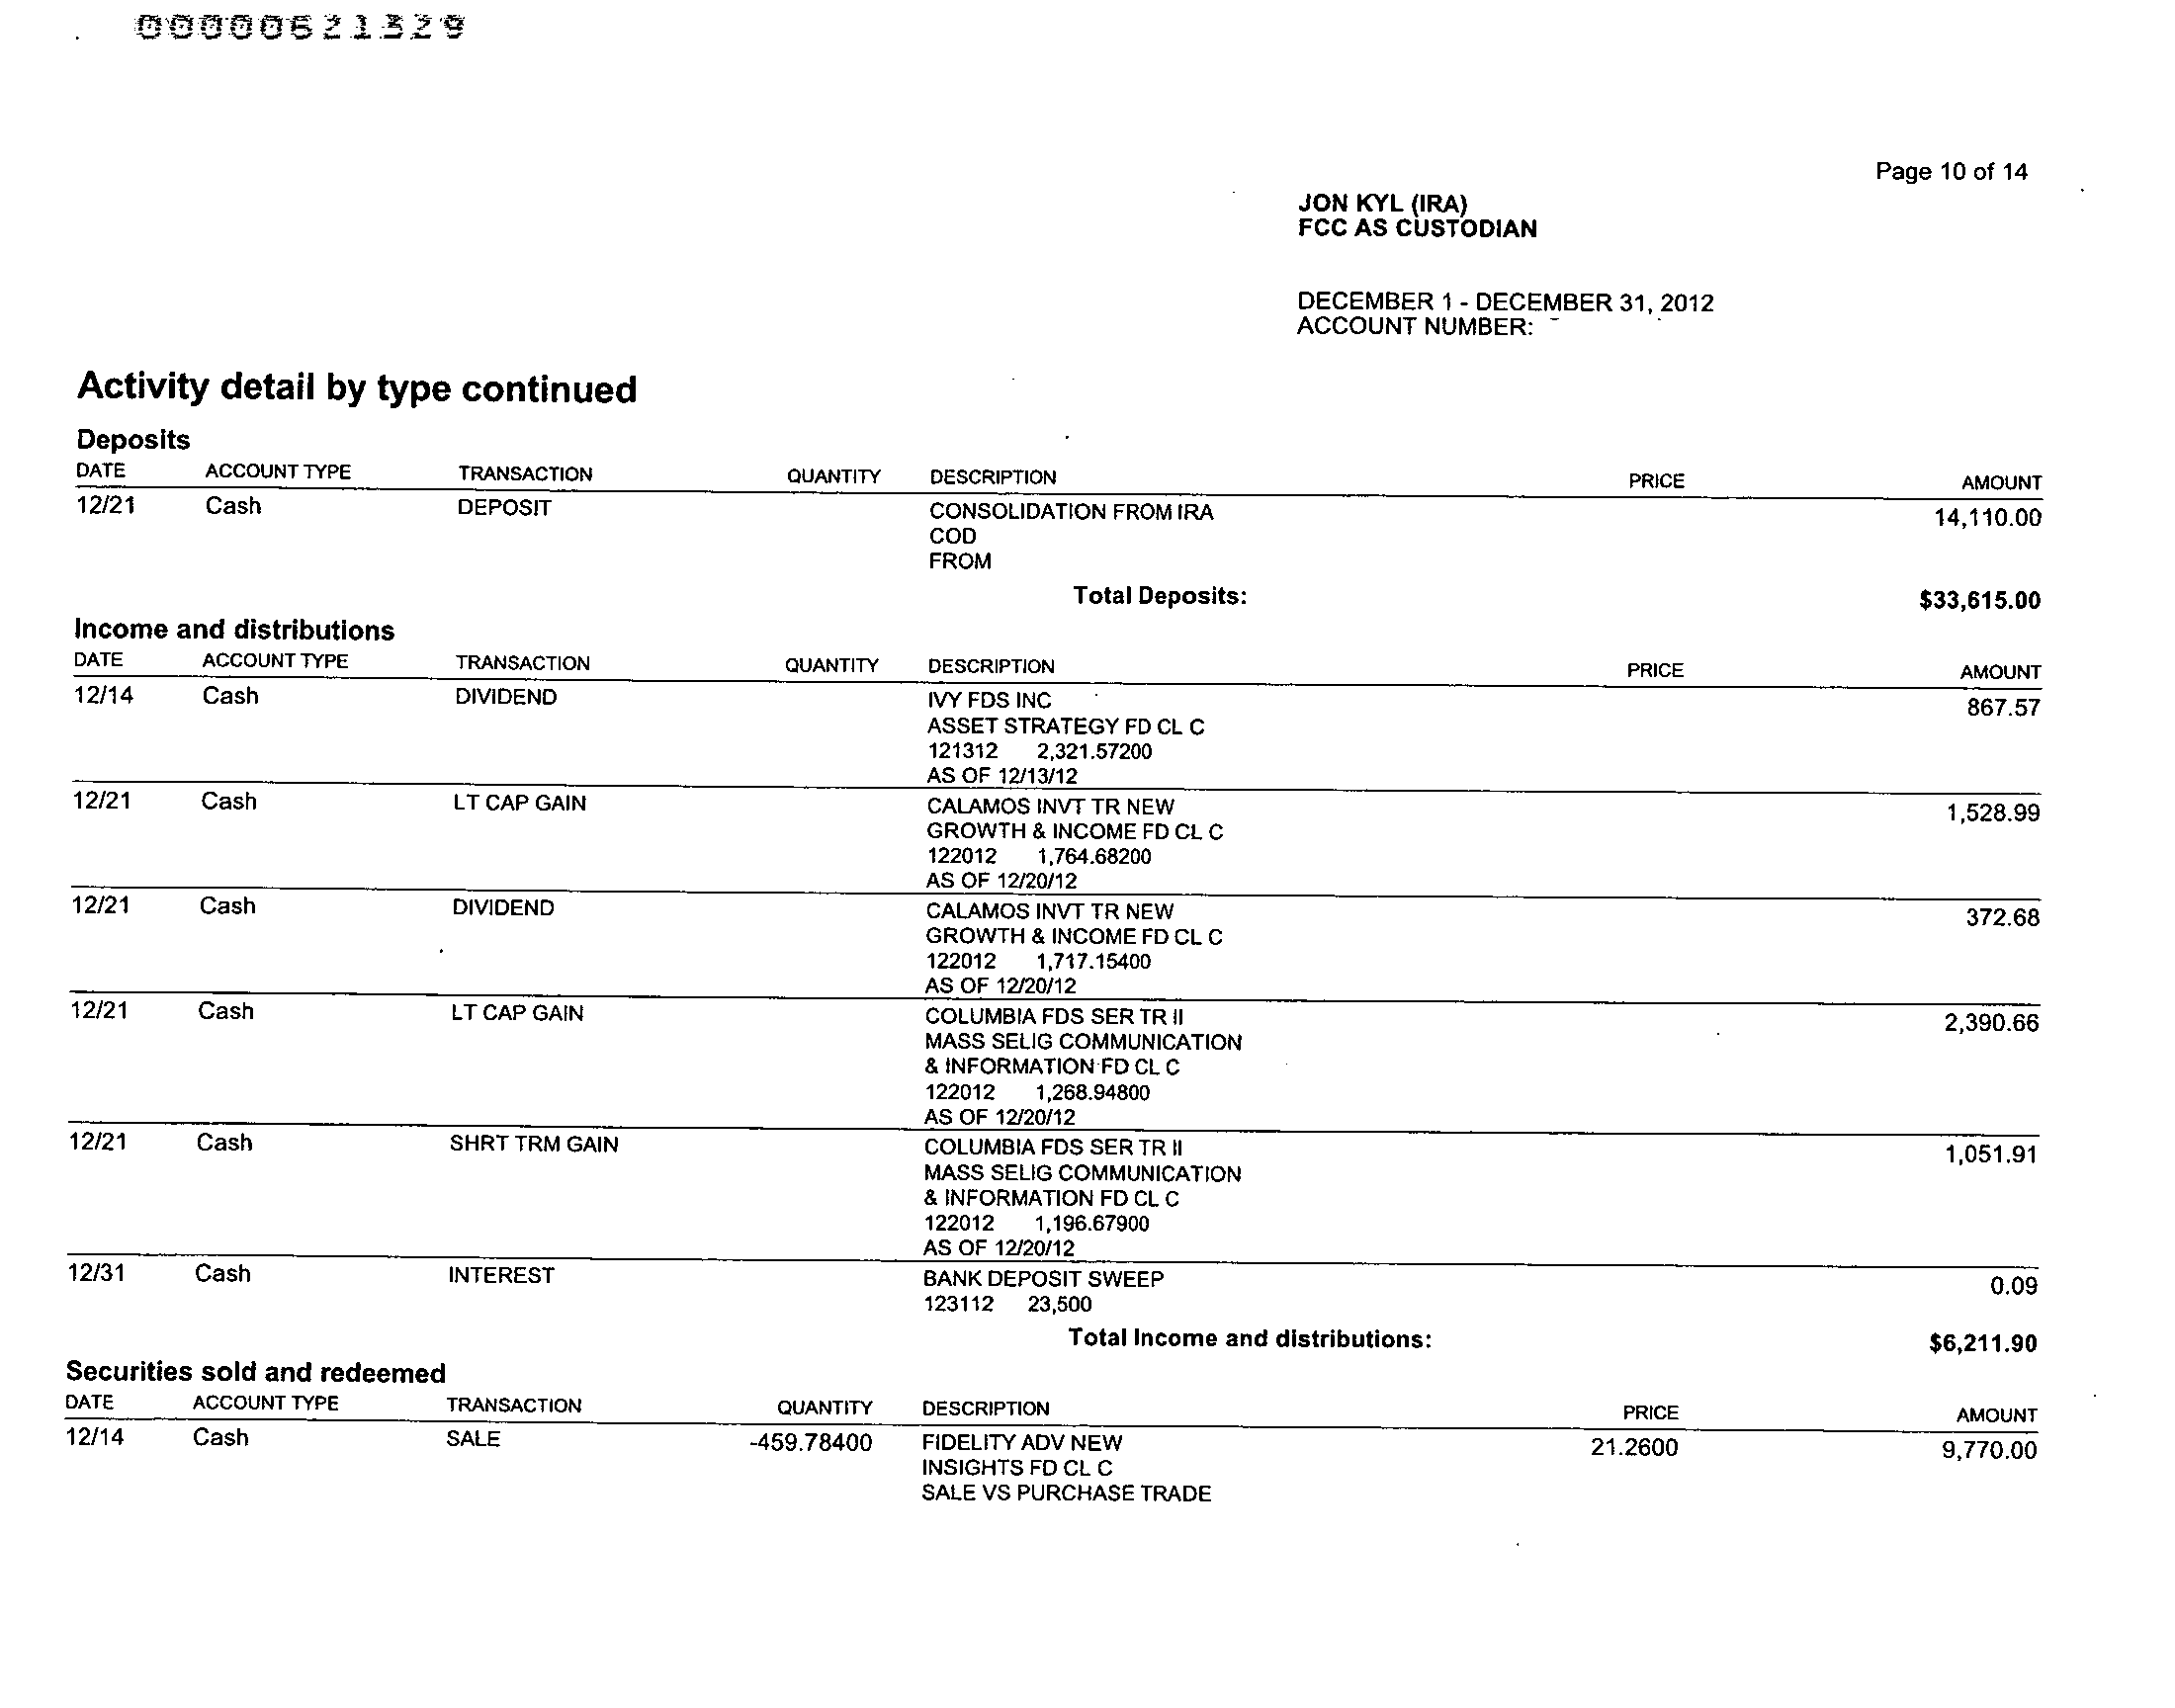 00000621329
Page 10 of 14
JON KYL (IRA)
FCC AS CUSTODIAN
DECEMBER 1 - DECEMBER 31, 2012
ACCOUNT NUMBER:
Activity detail by type continued
Deposits
DATE ACCOUNT TYPE TRANSACTION QUANTITY DESCRIPTION PRICE AMOUNT
12/21 Cash DEPOSIT CONSOLIDATION FROM IRA 14,110.00
COD
FROM
Total Deposits: $33,615.00
Income and distributions
DATE ACCOUNT TYPE TRANSACTION QUANTITY DESCRIPTION PRICE AMOUNT
12/14 Cash DIVIDEND IVY FDS INC 867.57
ASSET STRATEGY FD CL C
121312 2,321.57200
AS OF 12/13/12
12/21 Cash LT CAP GAIN CALAMOS INVT TR NEW 1,528.99
GROWTH & INCOME FD CL C
122012 1,764.68200
AS OF 12/20/12
12/21 Cash DIVIDEND CALAMOS INVT TR NEW 372.68
GROWTH & INCOME FD CL C
122012 1,717.15400
AS OF 12/20/12
12/21 Cash LT CAP GAIN COLUMBIA FDS SER TR II 2,390.66
MASS SELIG COMMUNICATION
& INFORMATION FD CL C
122012 1,268.94800
AS OF 12/20/12
12/21 Cash SHRT TRM GAIN COLUMBIA FDS SER TR II 1,051.91
MASS SELIG COMMUNICATION
& INFORMATION FD CL C
122012 1,196.67900
AS OF 12/20/12
12/31 Cash INTEREST BANK DEPOSIT SWEEP 0.09
123112 23,500
Total Income and distributions: $6,211.90
Securities sold and redeemed
DATE ACCOUNT TYPE TRANSACTION QUANTITY DESCRIPTION PRICE AMOUNT
12/14 Cash SALE -459.78400 FIDELITY ADV NEW 21.2600 9,770.00
INSIGHTS FD CL C
SALE VS PURCHASE TRADE